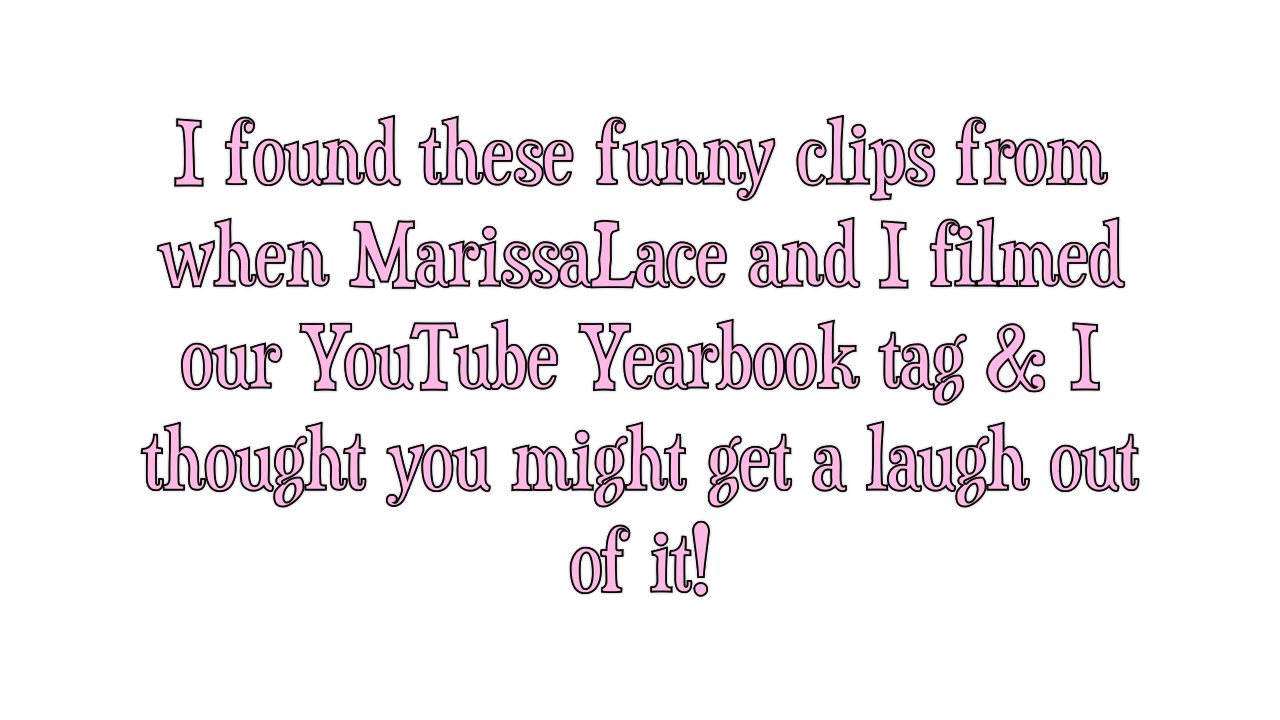 I found these funny clips from
when MarissaLace and I filmed
our YouTube Yearbook tag & I
thought you might get a laugh out
of it!